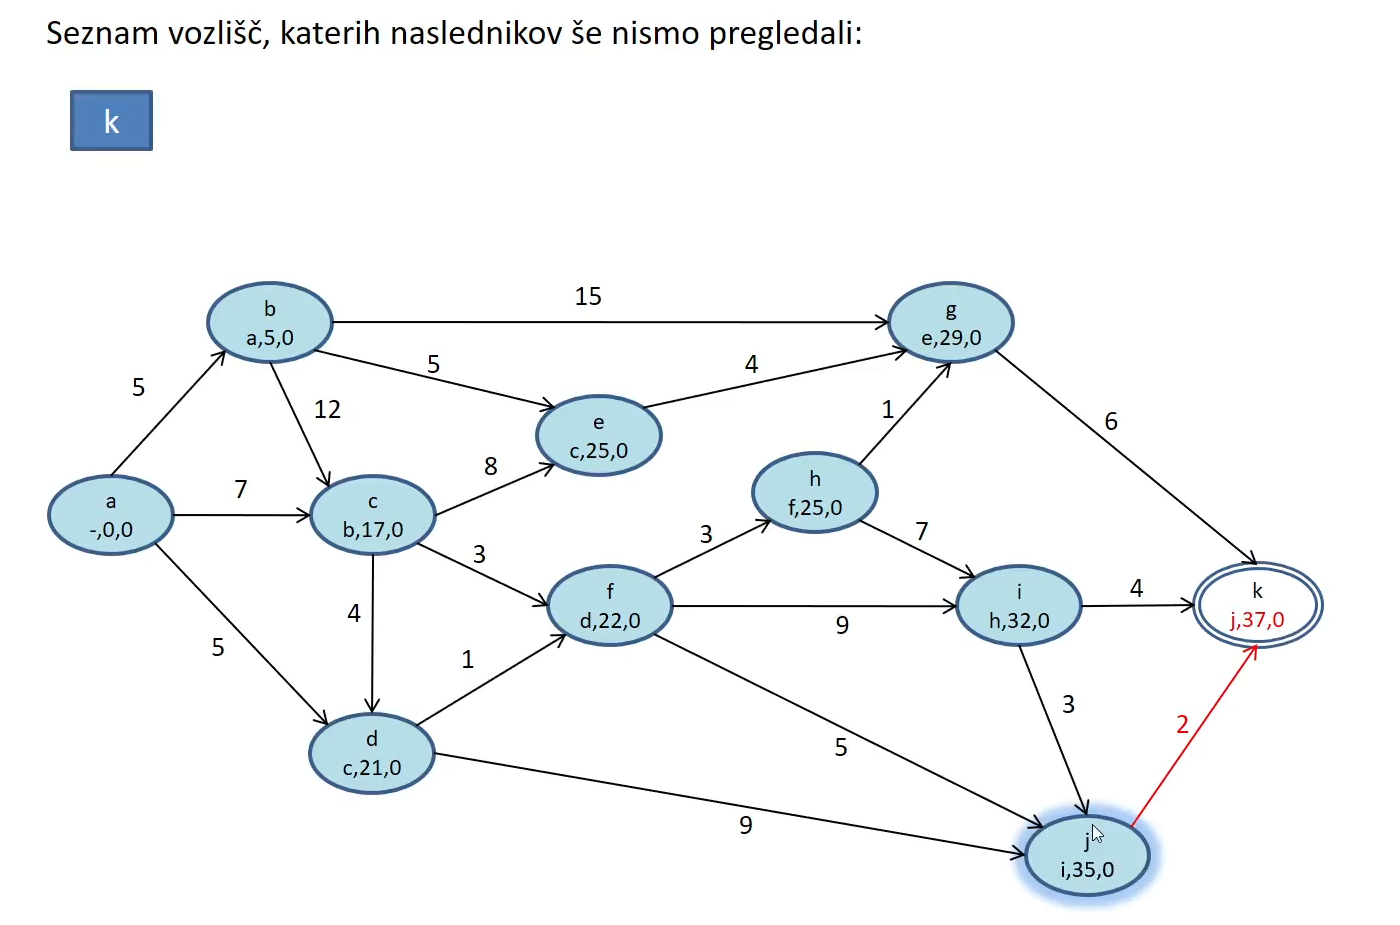 Seznam vozlišč, katerih naslednikov še nismo pregledali:
k
b
a,5,0
15
g
e,29,0
5
5
4
12
1
6
e
c,25,0
8
7
a
-,0,0
c
b,17,0
h
f,25,0
3
3
7
4
f
d,22,0
9
i
h,32,0
4
k
j,37,0
5
1
3
2
d
c,21,0
5
9
j
i,35,0